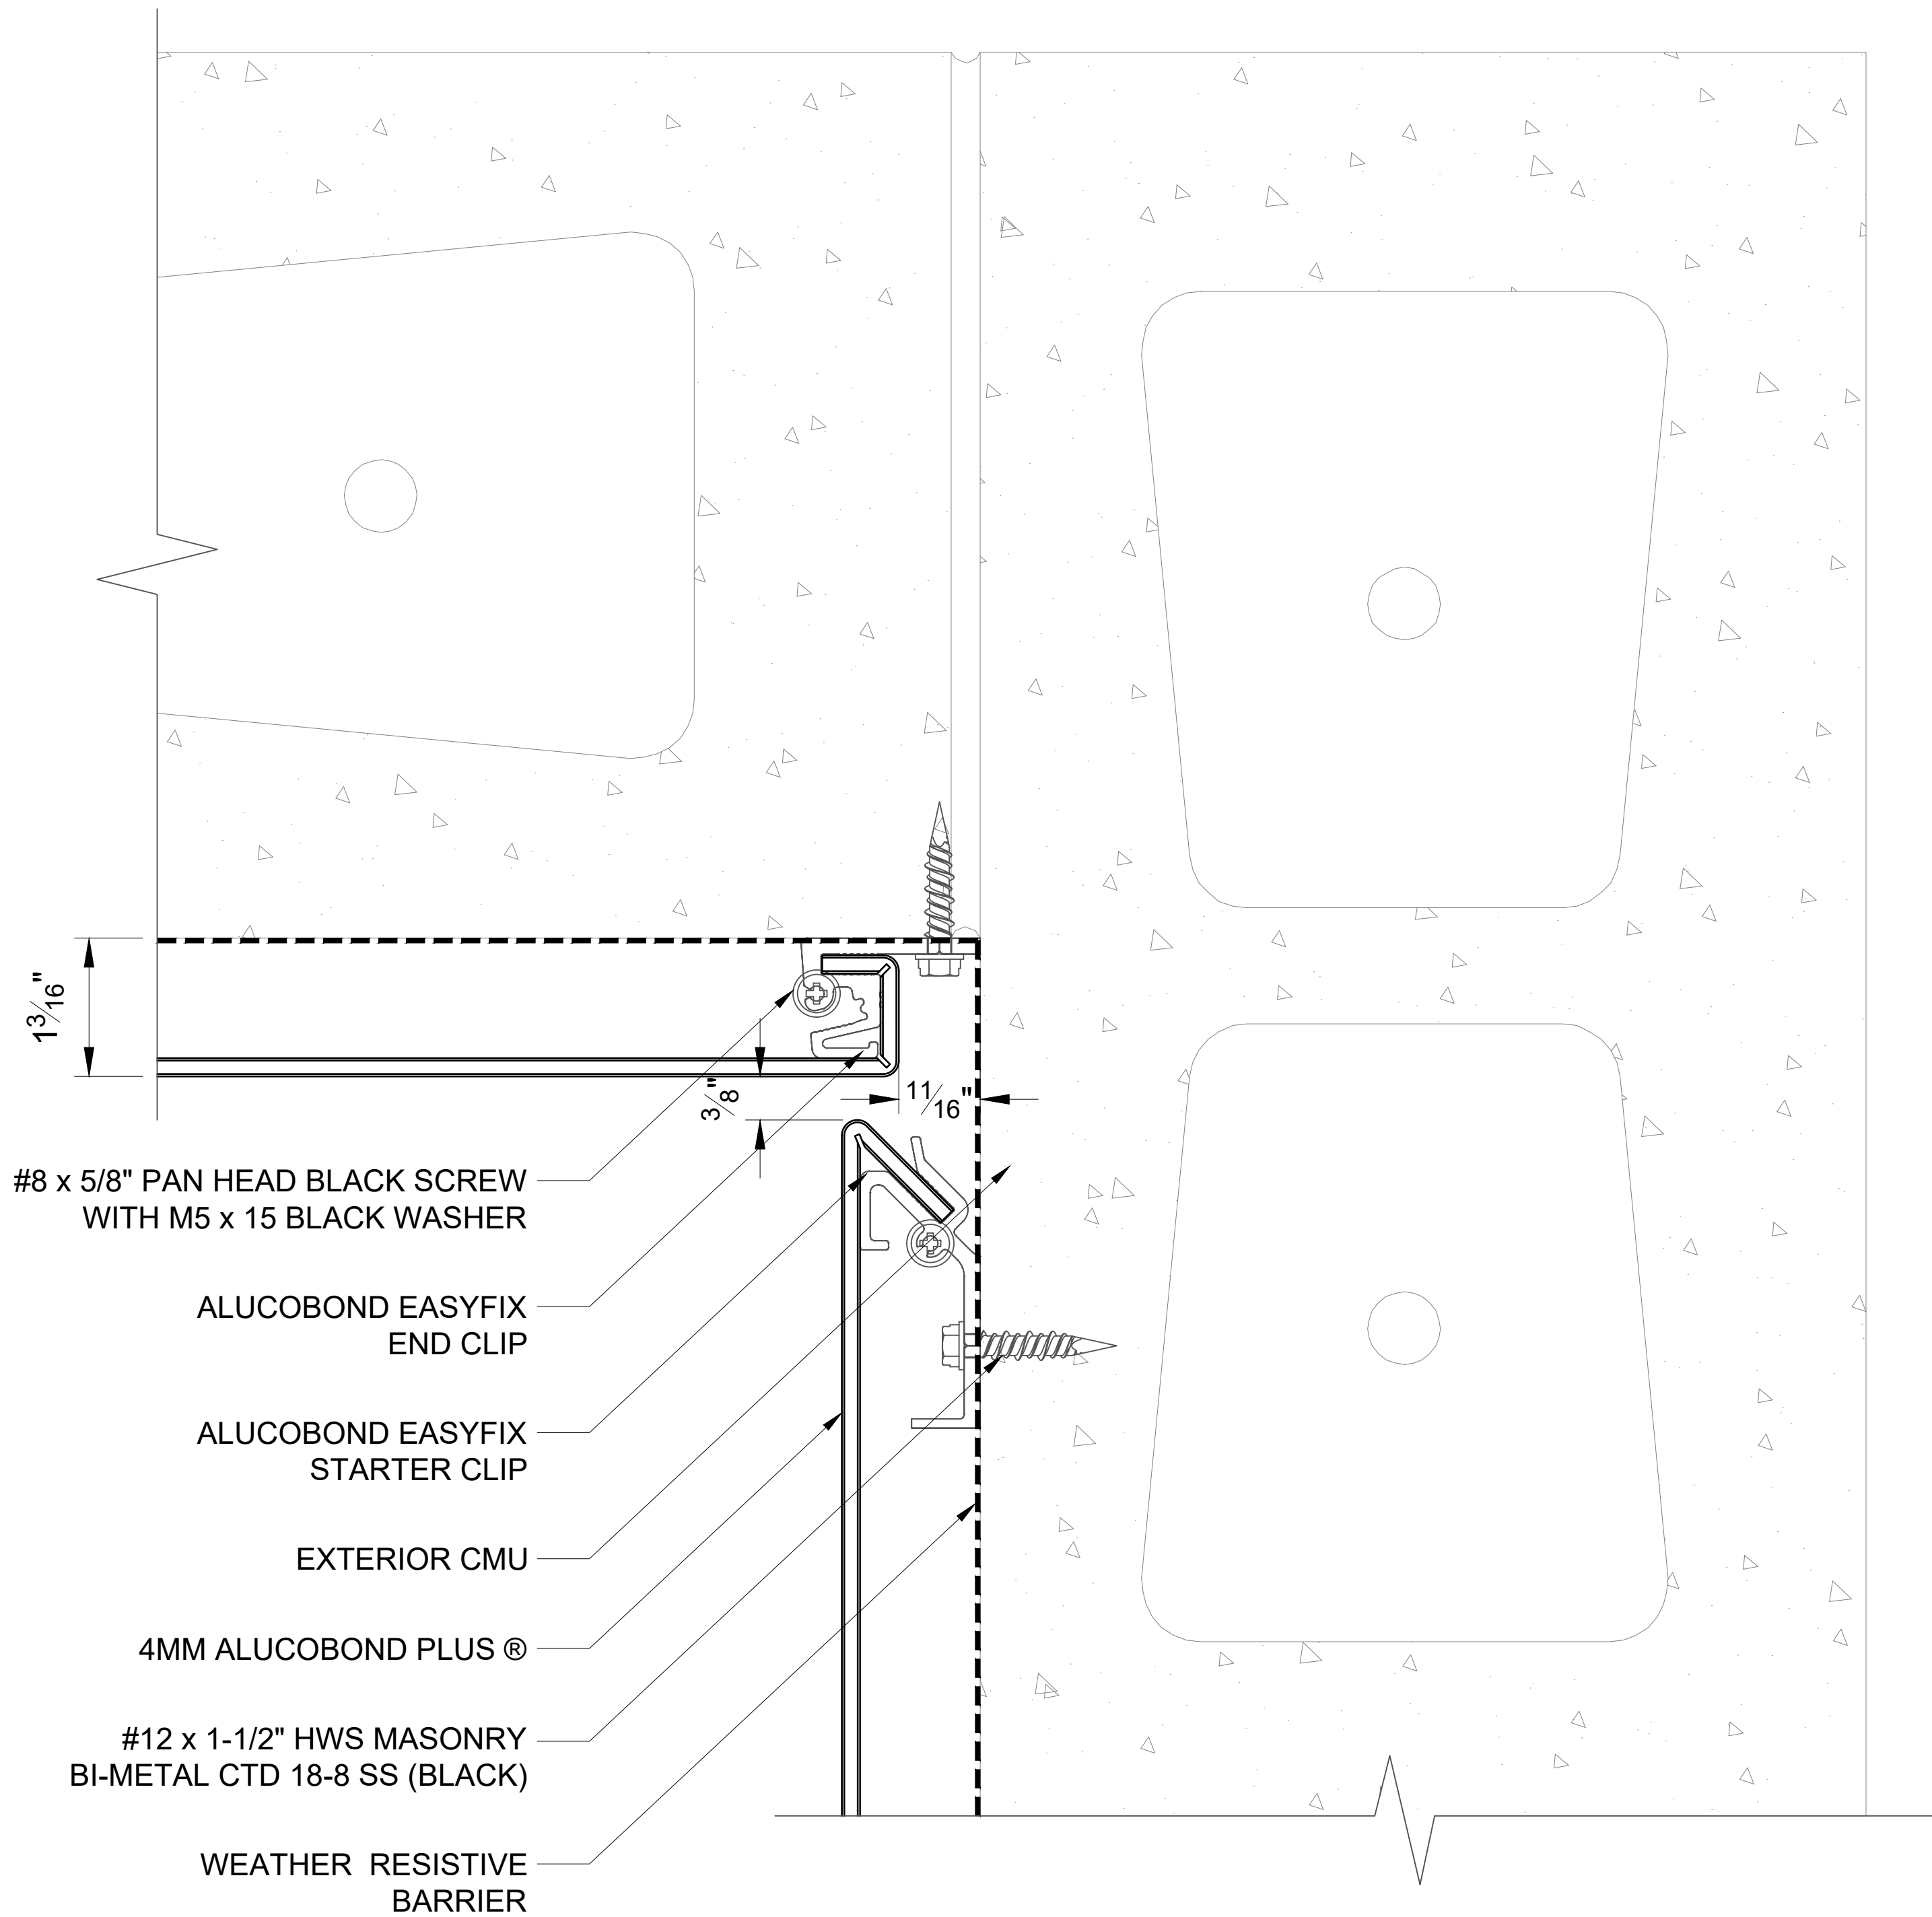 1 3/16"
3/8"
11/16"
#8 x 5/8" PAN HEAD BLACK SCREW
WITH M5 x 15 BLACK WASHER
ALUCOBOND EASYFIX
END CLIP
ALUCOBOND EASYFIX
STARTER CLIP
EXTERIOR CMU
4MM ALUCOBOND PLUS ®
#12 x 1-1/2" HWS MASONRY
BI-METAL CTD 18-8 SS (BLACK)
WEATHER RESISTIVE
BARRIER